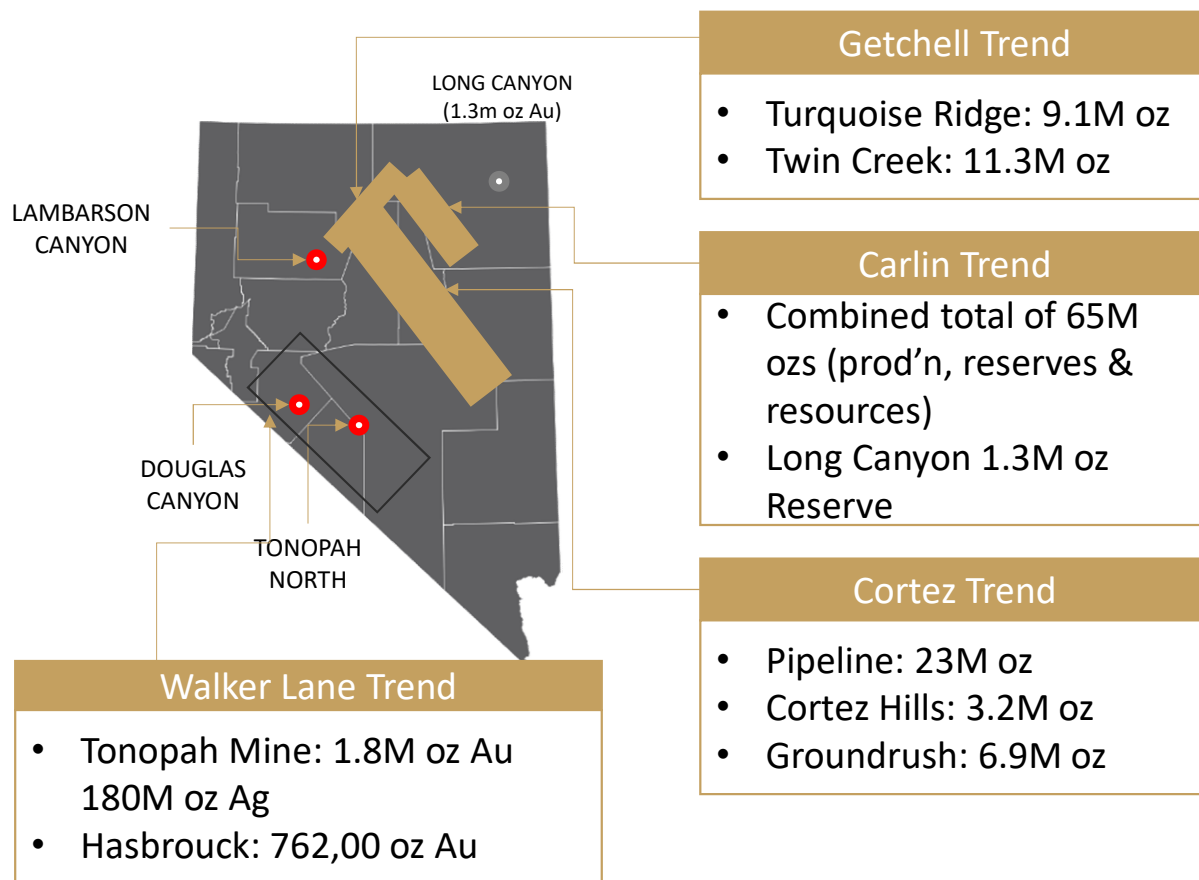 Getchell Trend
• Turquoise Ridge: 9.1M oz
• Twin Creek: 11.3M oz
LONG CANYON
(1.3m oz Au)
LAMBARSON
CANYON
Carlin Trend
• Combined total of 65M
ozs (prod’n, reserves &
resources)
• Long Canyon 1.3M oz
Reserve
DOUGLAS
CANYON
TONOPAH
NORTH
Cortez Trend
• Pipeline: 23M oz
• Cortez Hills: 3.2M oz
• Groundrush: 6.9M oz
Walker Lane Trend
• Tonopah Mine: 1.8M oz Au
180M oz Ag
• Hasbrouck: 762,00 oz Au